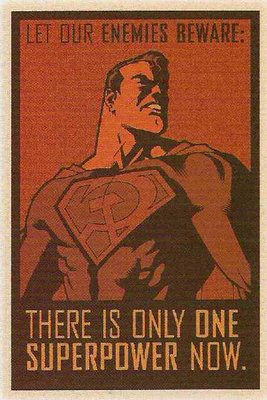 LET OUR ENEMIES BEWARE:
THERE IS ONLY ONE
SUPERPOWER NOW.